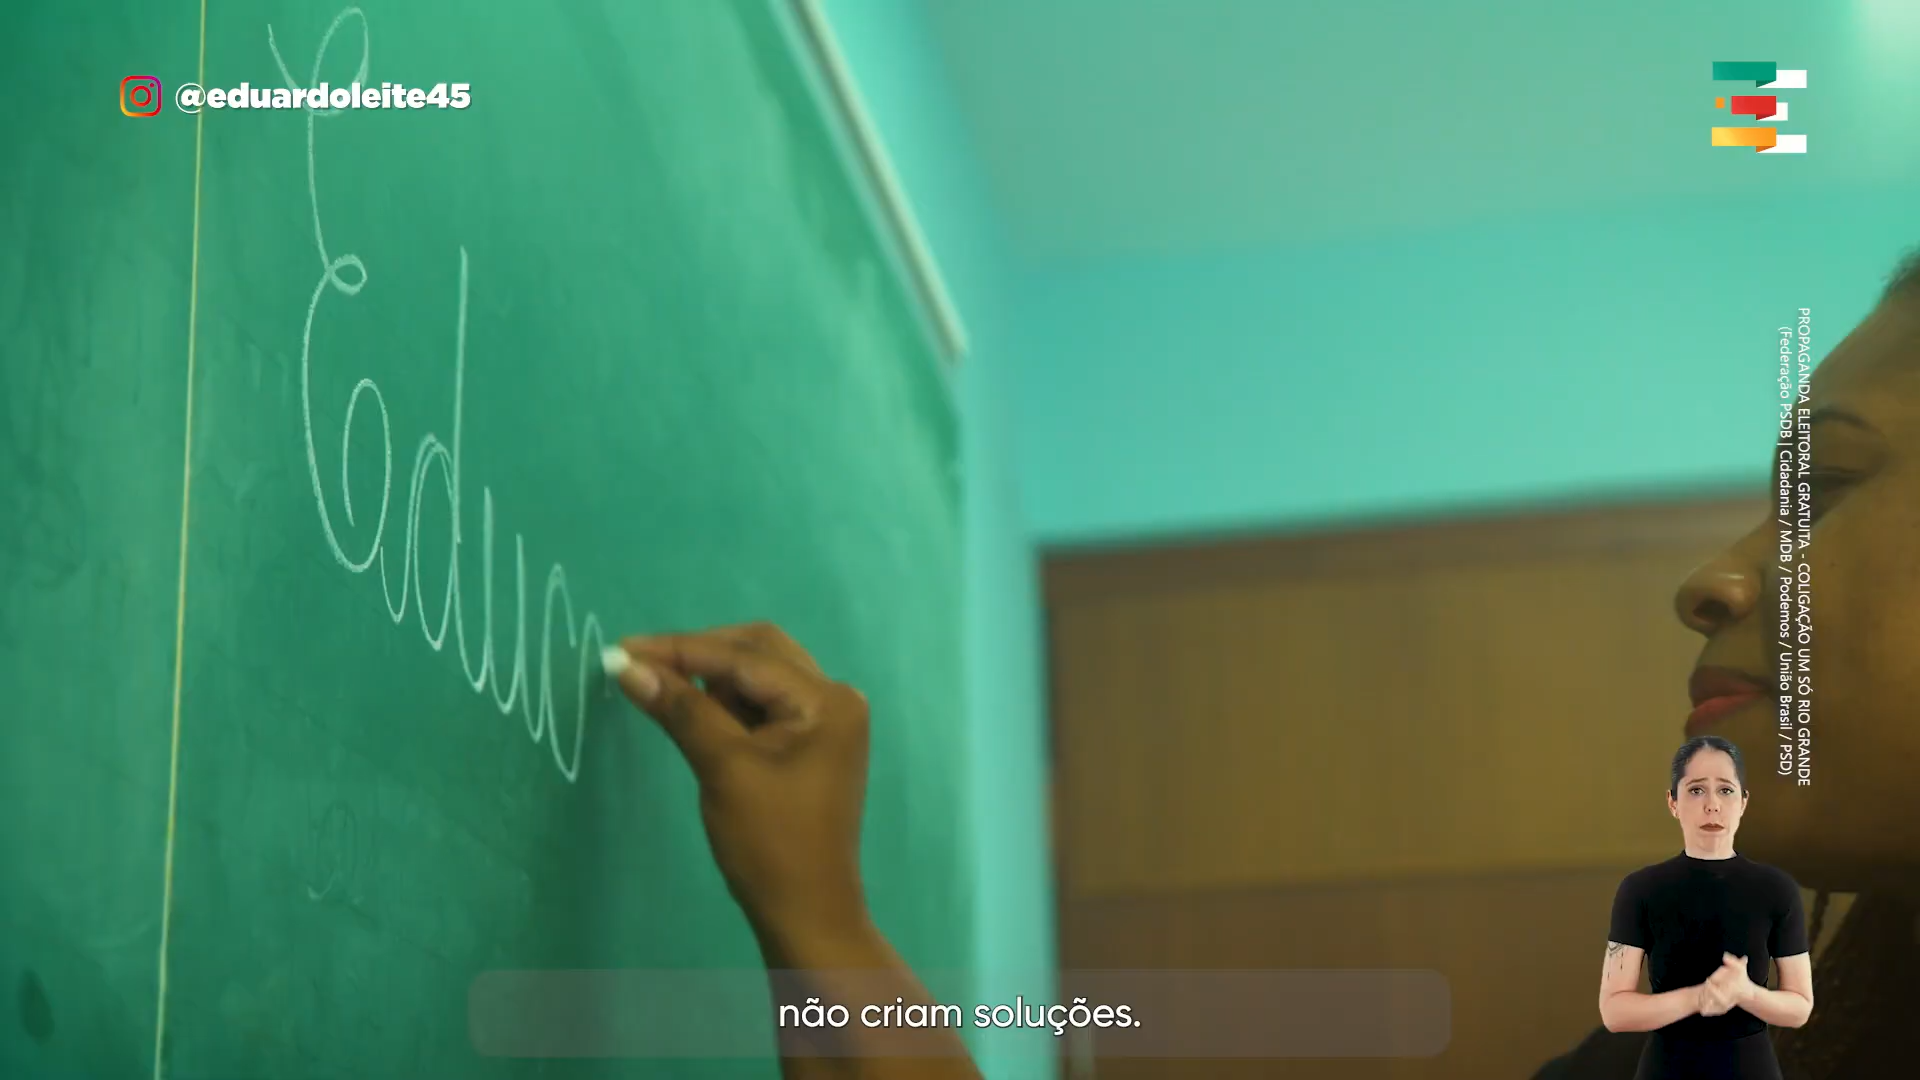 @eduardoleite45
Educ
PROPAGANDA ELEITORAL GRATUITA - COLIGAÇÃO UM SÓ RIO GRANDE
(Federação PSDB | Cidadania / MDB / Podemos / União Brasil / PSD)
não criam soluções.